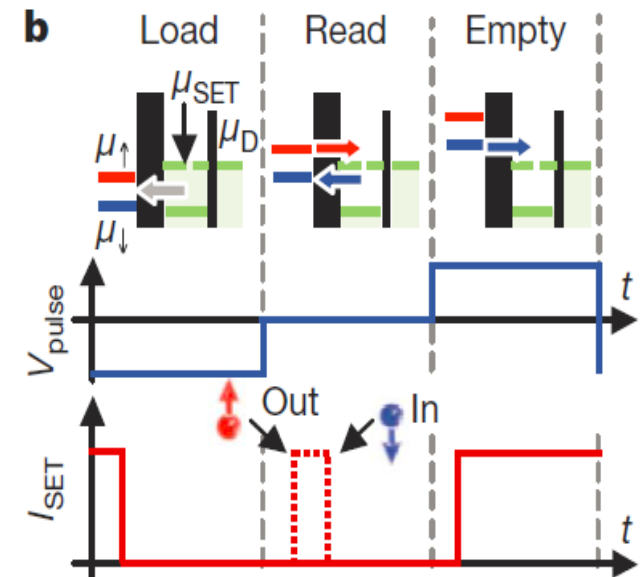 b
Load Read Empty
μSET
μD
μ↑
μ↓
t
Vpulse
Out In
ISET
t